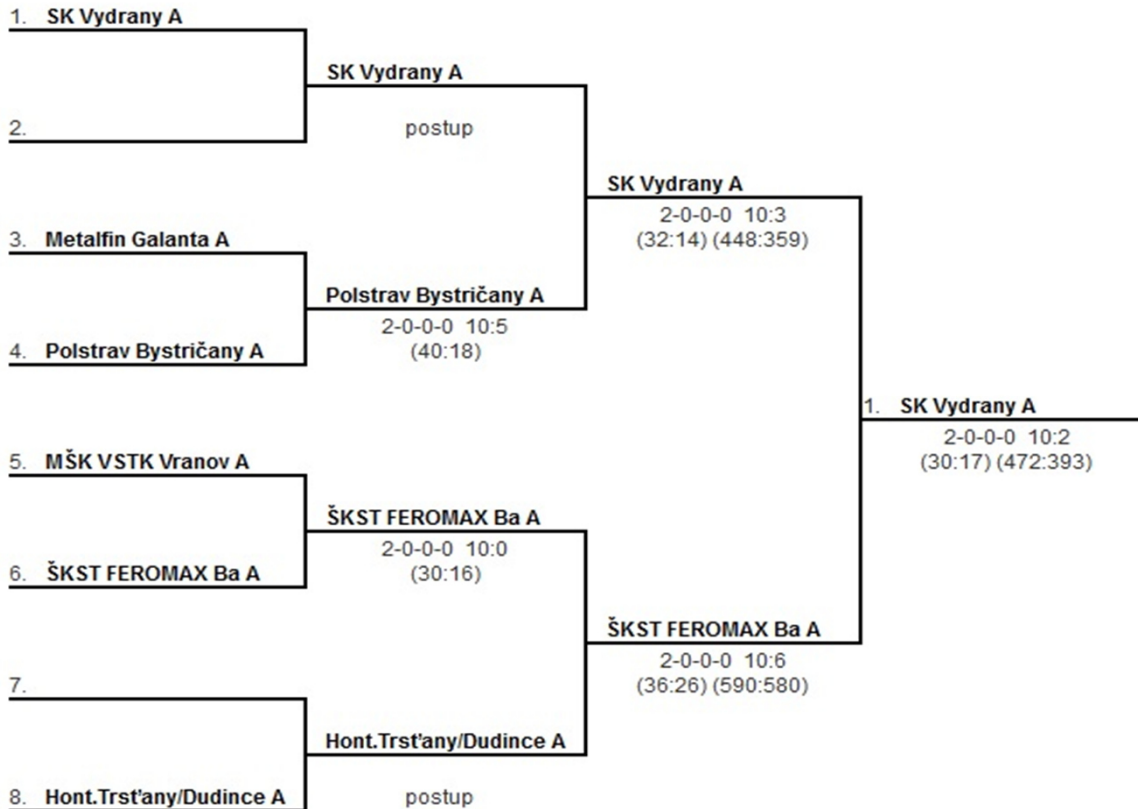 1. SK Vydrany A
SK Vydrany A
2.
postup
SK Vydrany A
2-0-0-0 10:3
(32:14) (448:359)
3. Metalfin Galanta A
Polstrav Bystričany A
2-0-0-0 10:5
(40:18)
4. Polstrav Bystričany A
1. SK Vydrany A
2-0-0-0 10:2
(30:17) (472:393)
5. MŠK VSTK Vranov A
ŠKST FEROMAX Ba A
2-0-0-0 10:0
(30:16)
6. ŠKST FEROMAX Ba A
ŠKST FEROMAX Ba A
2-0-0-0 10:6
(36:26) (590:580)
7.
Hont.Trsťany/Dudince A
8. Hont.Trsťany/Dudince A
postup